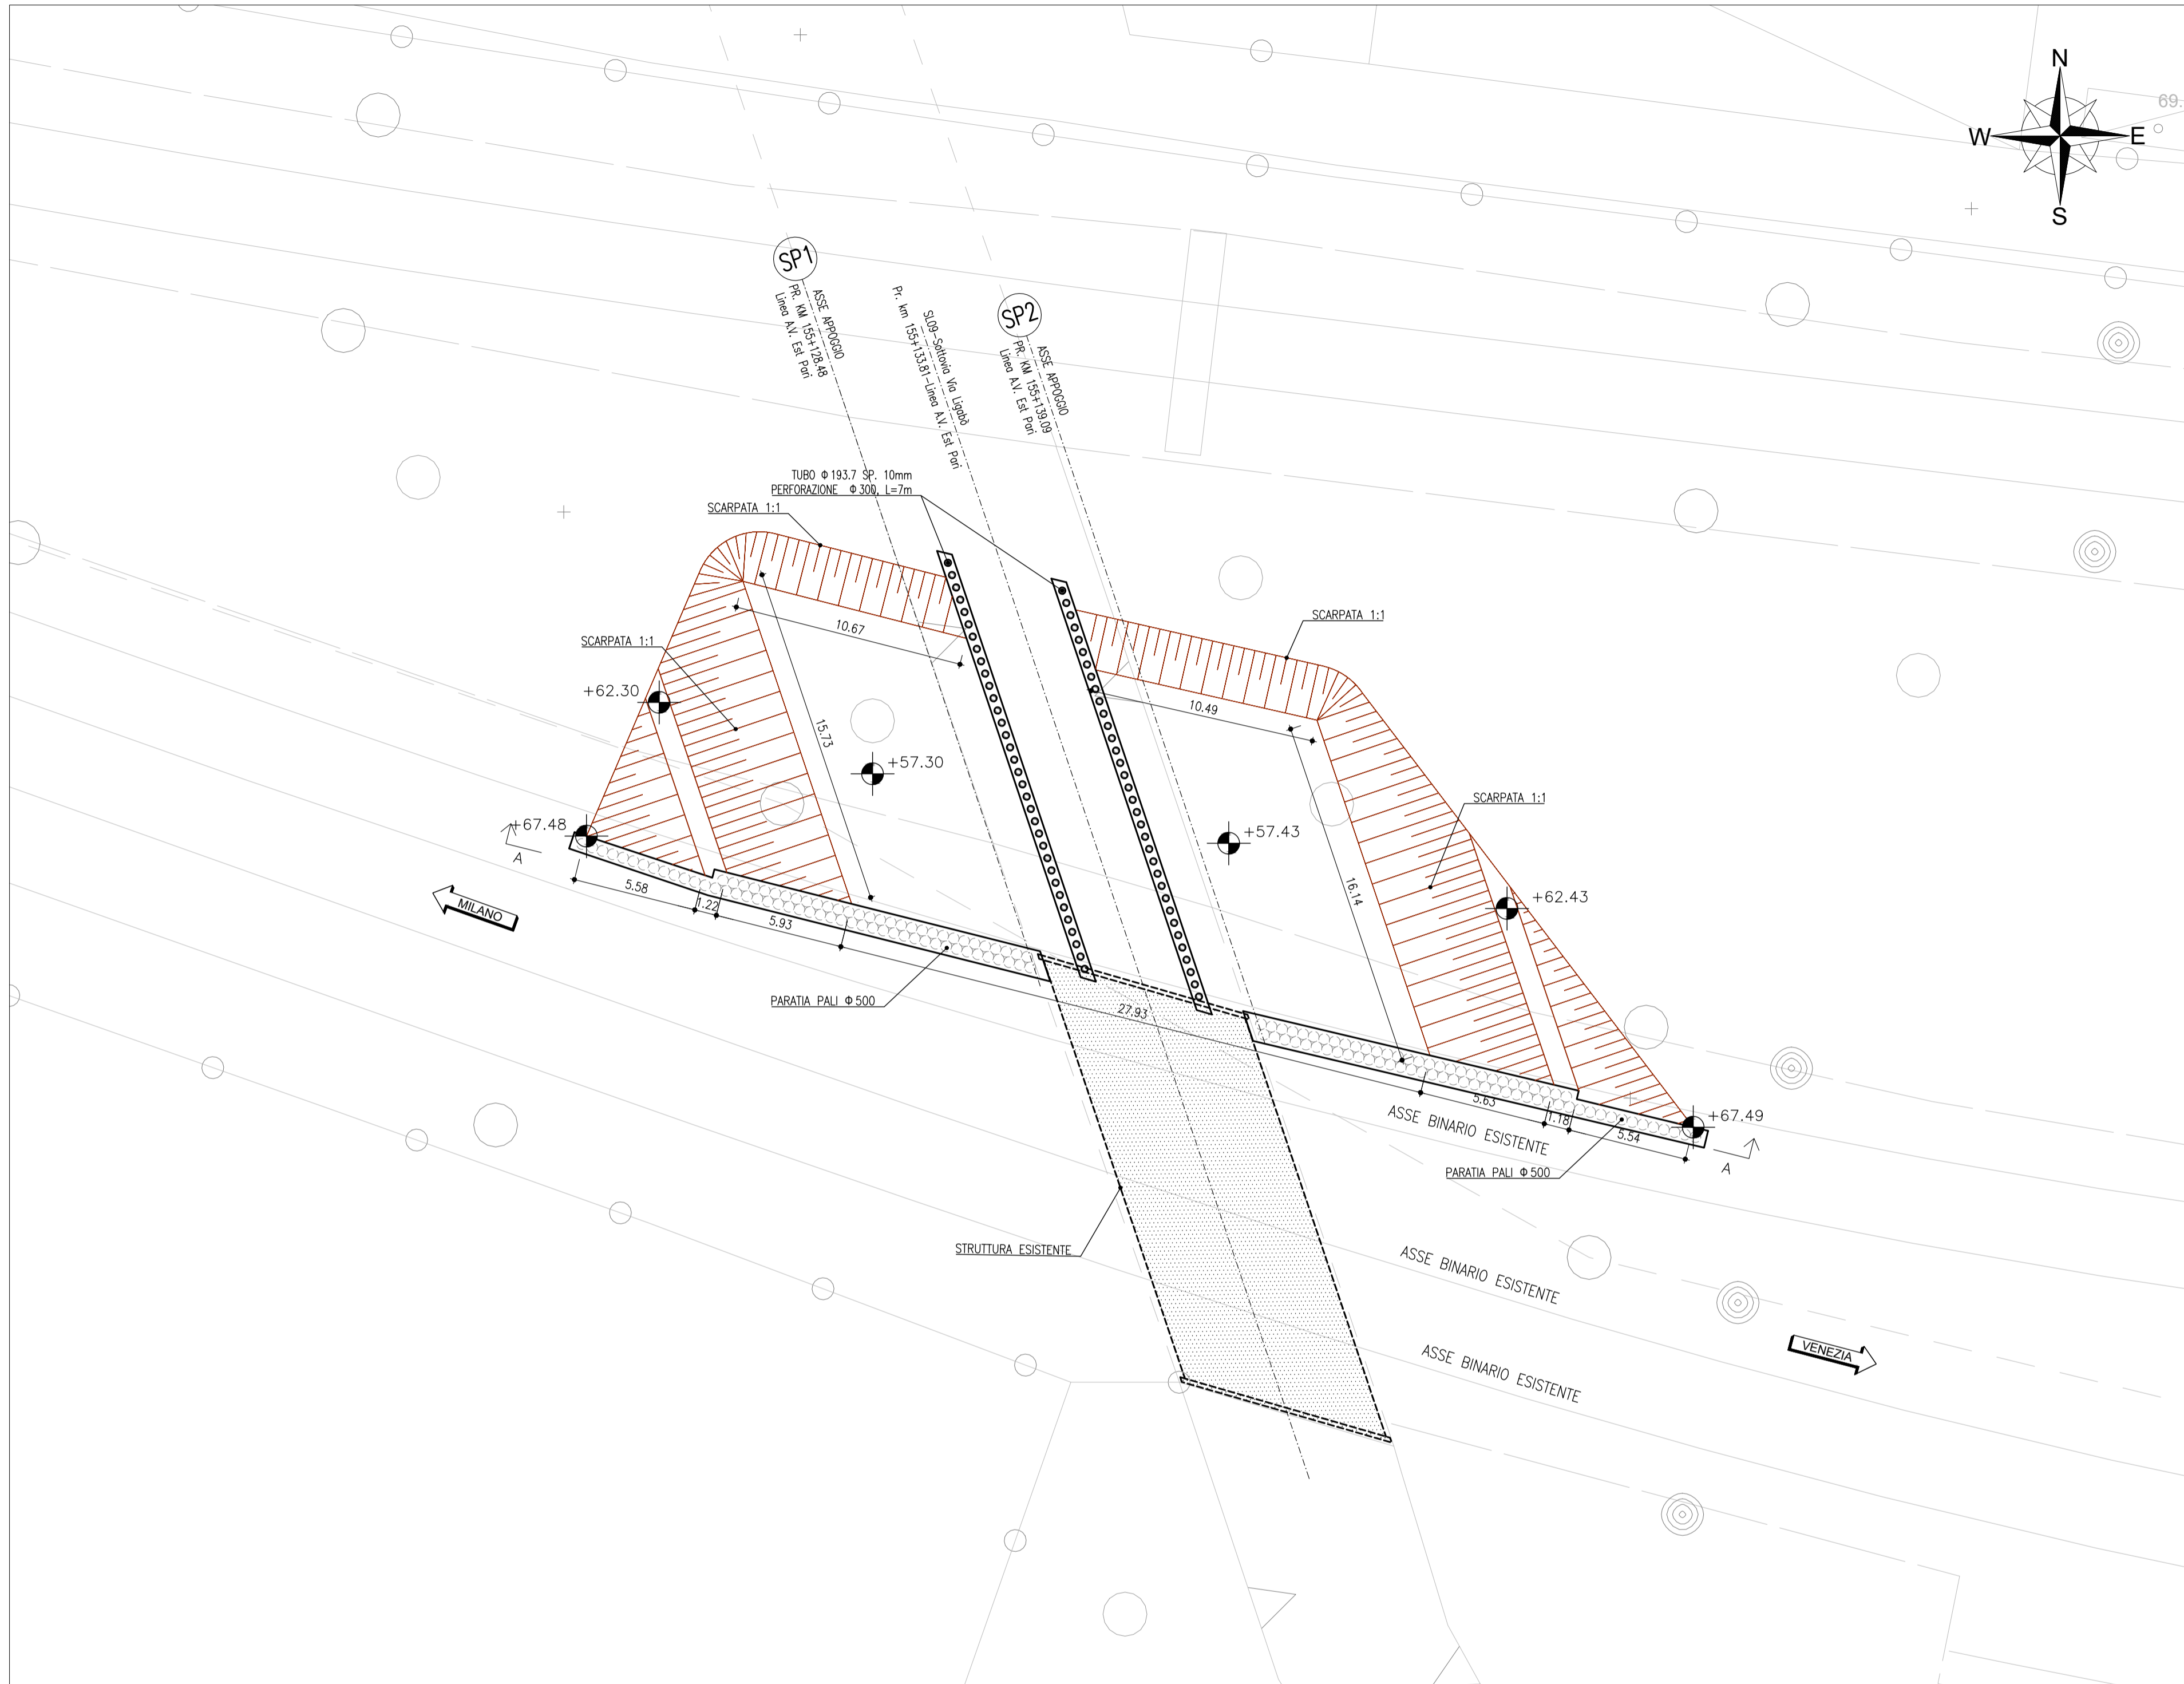 N
W
E
S
69.
SP1
ASSE APPOGGIO
PR. KM 155+128.48
Linea A.V. Est Pari
SL09-Sottovia Via Ligabò
Pr. km 155+133.81-Linea A.V. Est Pari
SP2
ASSE APPOGGIO
PR. KM 155+139.09
Linea A.V. Est Pari
TUBO Φ 193.7 SP. 10mm
PERFORAZIONE Φ 300, L=7m
SCARPATA 1:1
SCARPATA 1:1
SCARPATA 1:1
SCARPATA 1:1
10.67
10.49
15.73
16.14
+62.30
+57.30
+57.43
+62.43
+67.48
+67.49
A
A
MILANO
5.58
1.22
5.93
27.93
5.63
1.18
5.54
PARATIA PALI Φ 500
PARATIA PALI Φ 500
ASSE BINARIO ESISTENTE
ASSE BINARIO ESISTENTE
ASSE BINARIO ESISTENTE
STRUTTURA ESISTENTE
VENEZIA